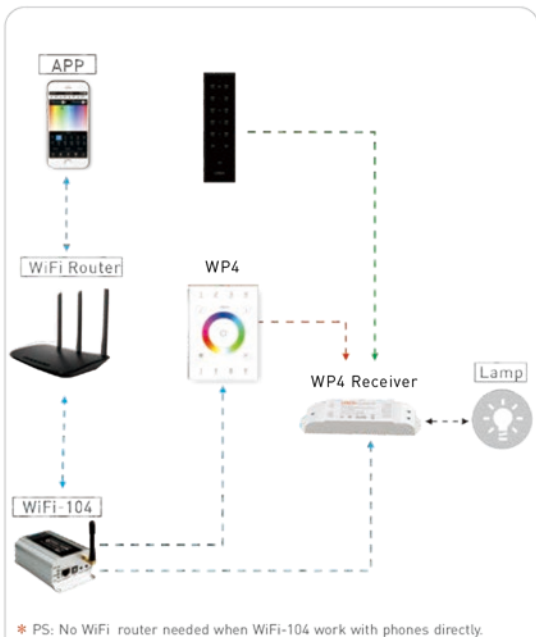 APP
WiFi Router
WP4
WP4 Receiver
Lamp
WiFi-104
* PS: No WiFi router needed when WiFi-104 work with phones directly.